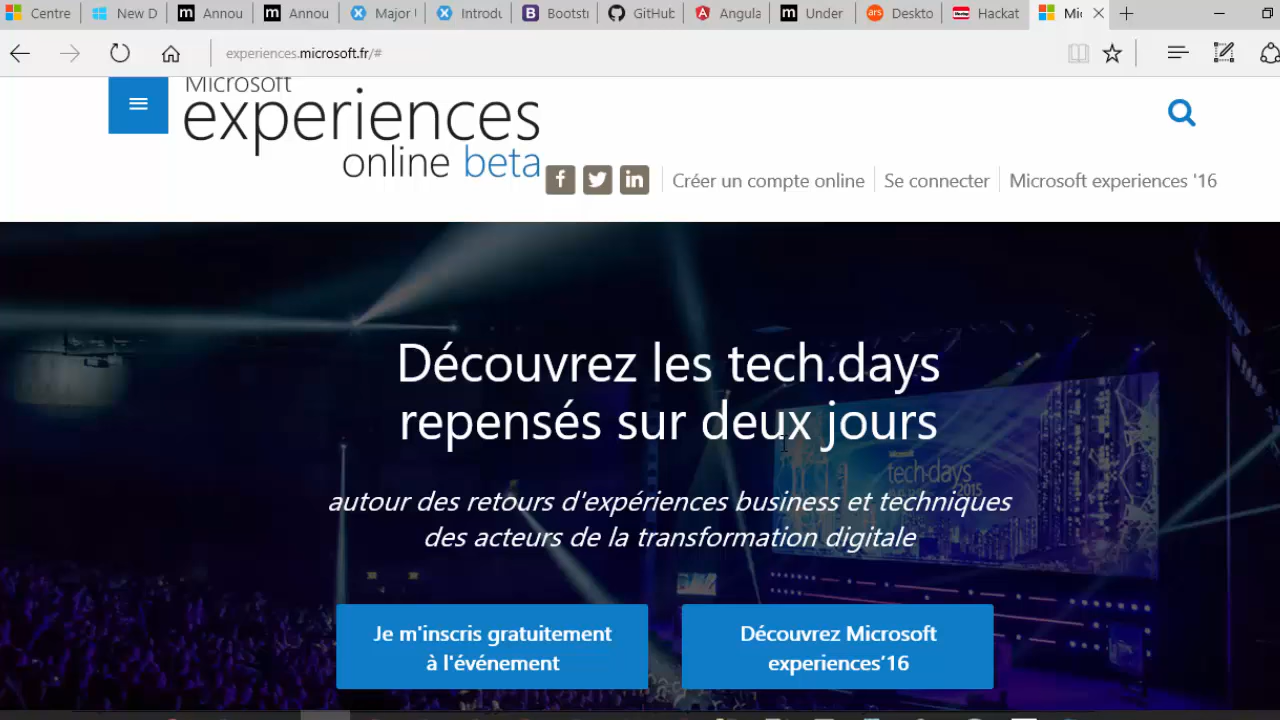 Centre
New D
Annou
Annou
Major
Introdu
Bootst
GitHub
Angula
Under
Deskto
Hackat
Mi
experiences.microsoft.fr/#
Microsoft
experiences
online beta
Créer un compte online
Se connecter
Microsoft experiences '16
Découvrez les tech.days
repensés sur deux jours
tech·days
2015
autour des retours d'expériences business et techniques
des acteurs de la transformation digitale
Je m'inscris gratuitement
à l'événement
Découvrez Microsoft
experiences'16